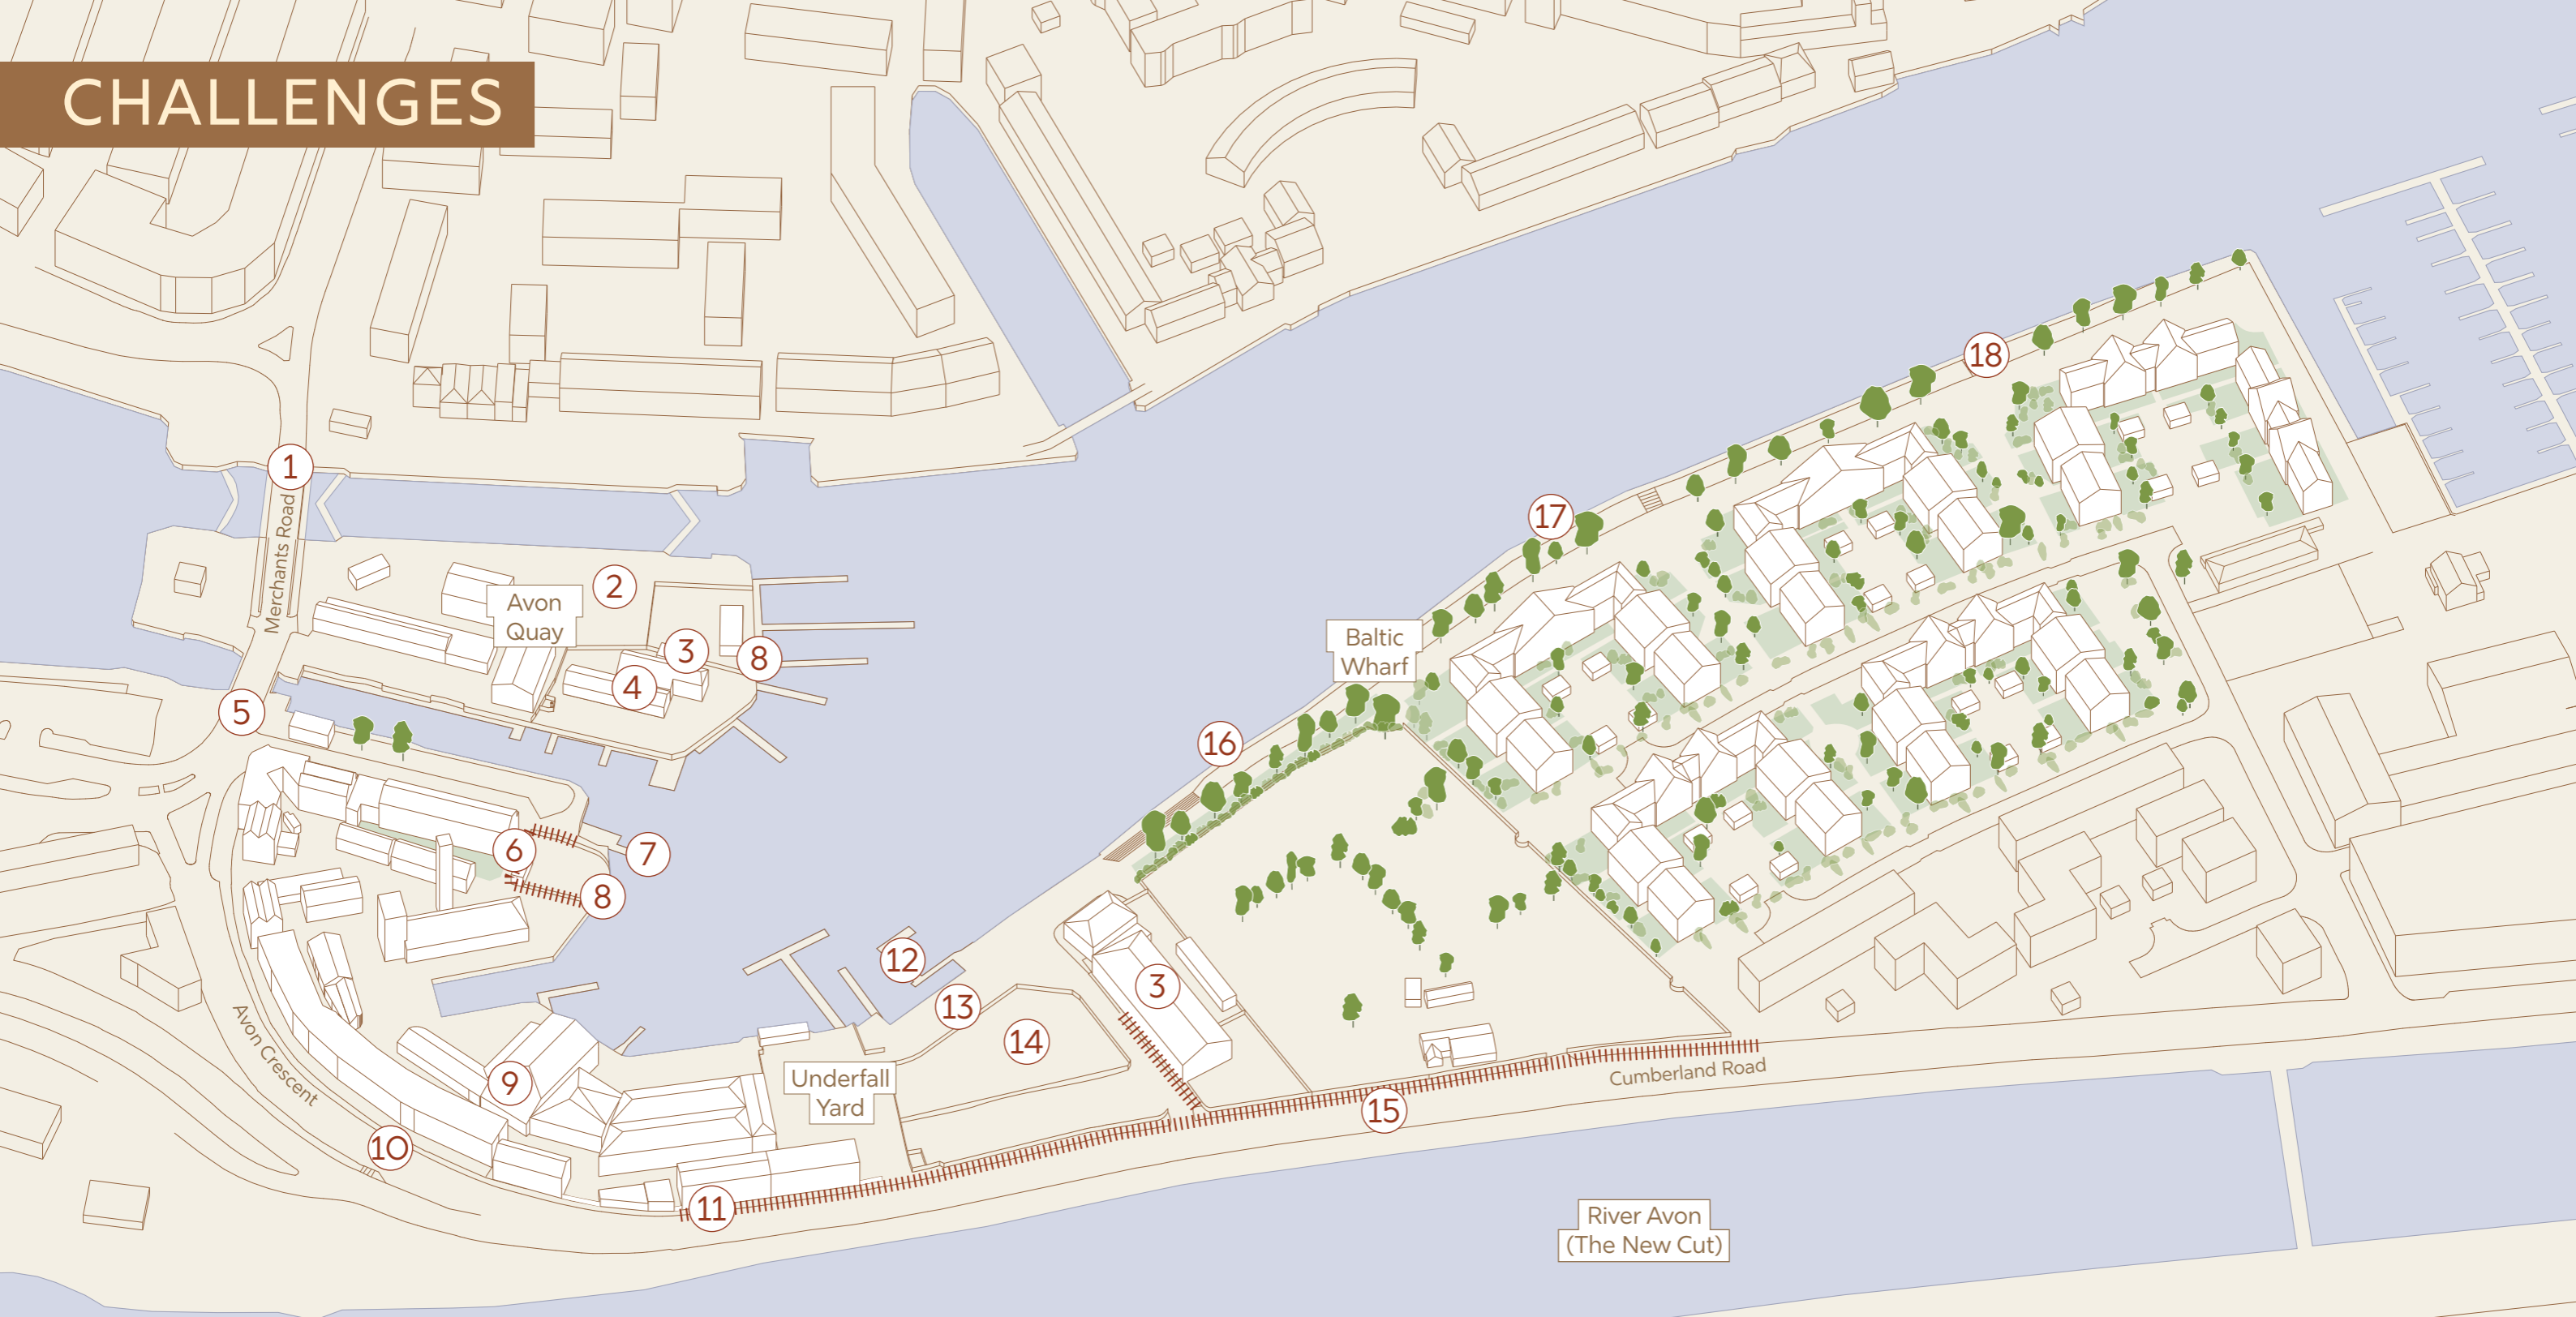 CHALLENGES
1
Merchants Road
2
Avon
Quay
3
8
4
5
6
7
8
Avon Crescent
9
10
11
12
13
14
3
Underfall
Yard
15
Cumberland Road
16
Baltic
Wharf
17
18
River Avon
(The New Cut)